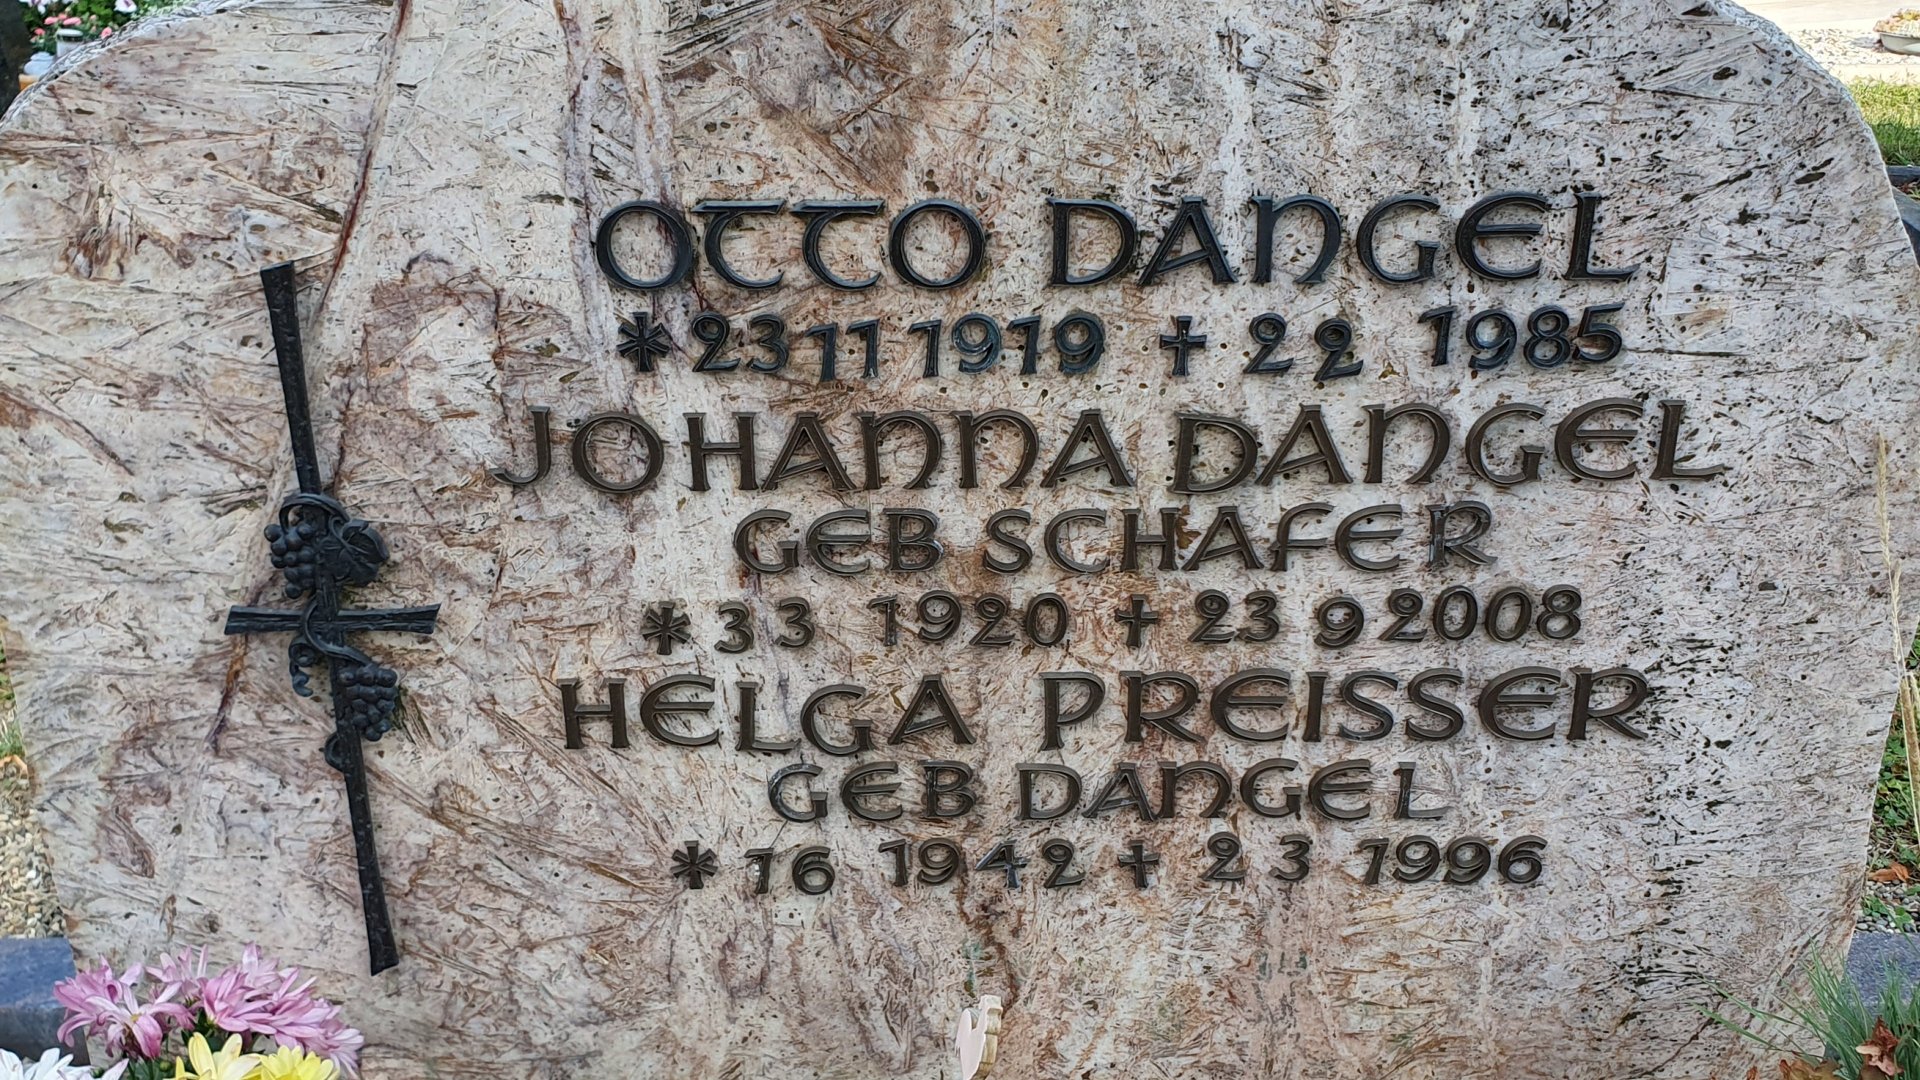 OTTO DANGEL
* 23 11 1919 † 2 2 1985
JOHANNA DANGEL
GEB SCHAFER
* 3 3 1920 † 23 9 2008
HELGA PREISSER
GEB DANGEL
* 1 6 1942 † 2 3 1996